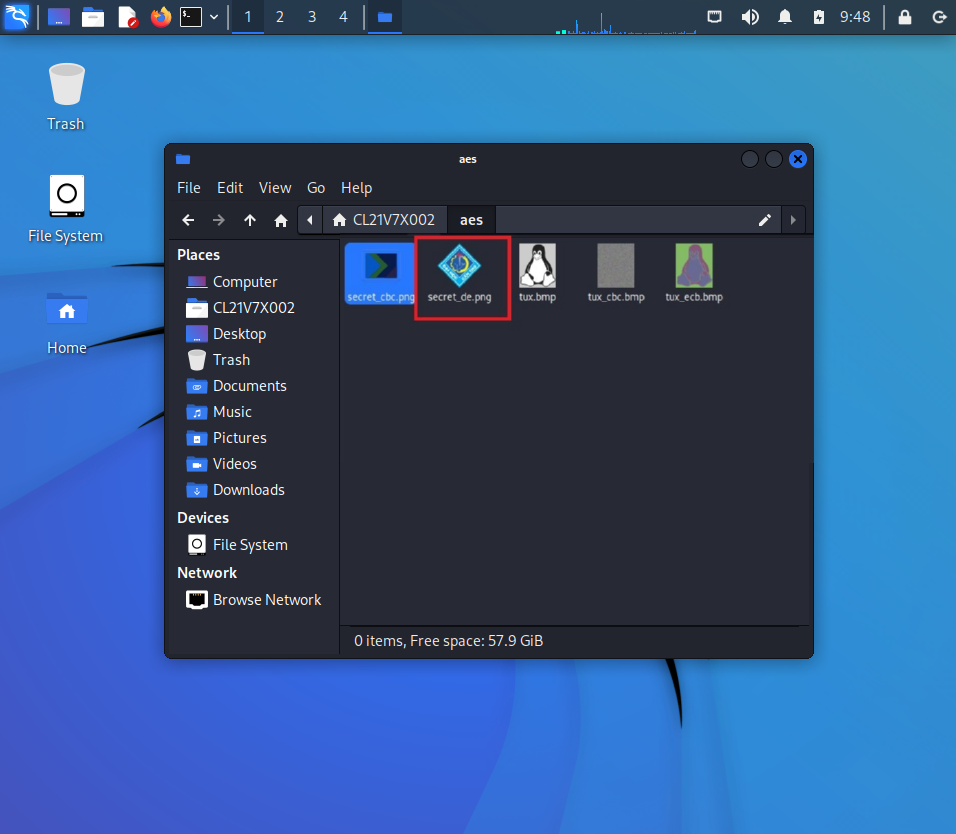 1 2 3 4 9:48
Trash
File System
Home
aes
File Edit View Go Help
CL21V7X002 aes
Places
Computer
CL21V7X002
Desktop
Trash
Documents
Music
Pictures
Videos
Downloads
Devices
File System
Network
Browse Network
secret_cbc.png secret_de.png tux.bmp tux_cbc.bmp tux_ecb.bmp
0 items, Free space: 57.9 GiB